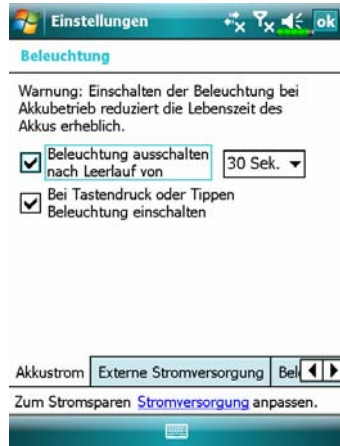 Einstellungen
ok
Beleuchtung
Warnung: Einschalten der Beleuchtung bei
Akkubetrieb reduziert die Lebenszeit des
Akkus erheblich.
Beleuchtung ausschalten
nach Leerlauf von
30 Sek.
Bei Tastendruck oder Tippen
Beleuchtung einschalten
Akkustrom
Externe Stromversorgung
Bel
Zum Stromsparen Stromversorgung anpassen.